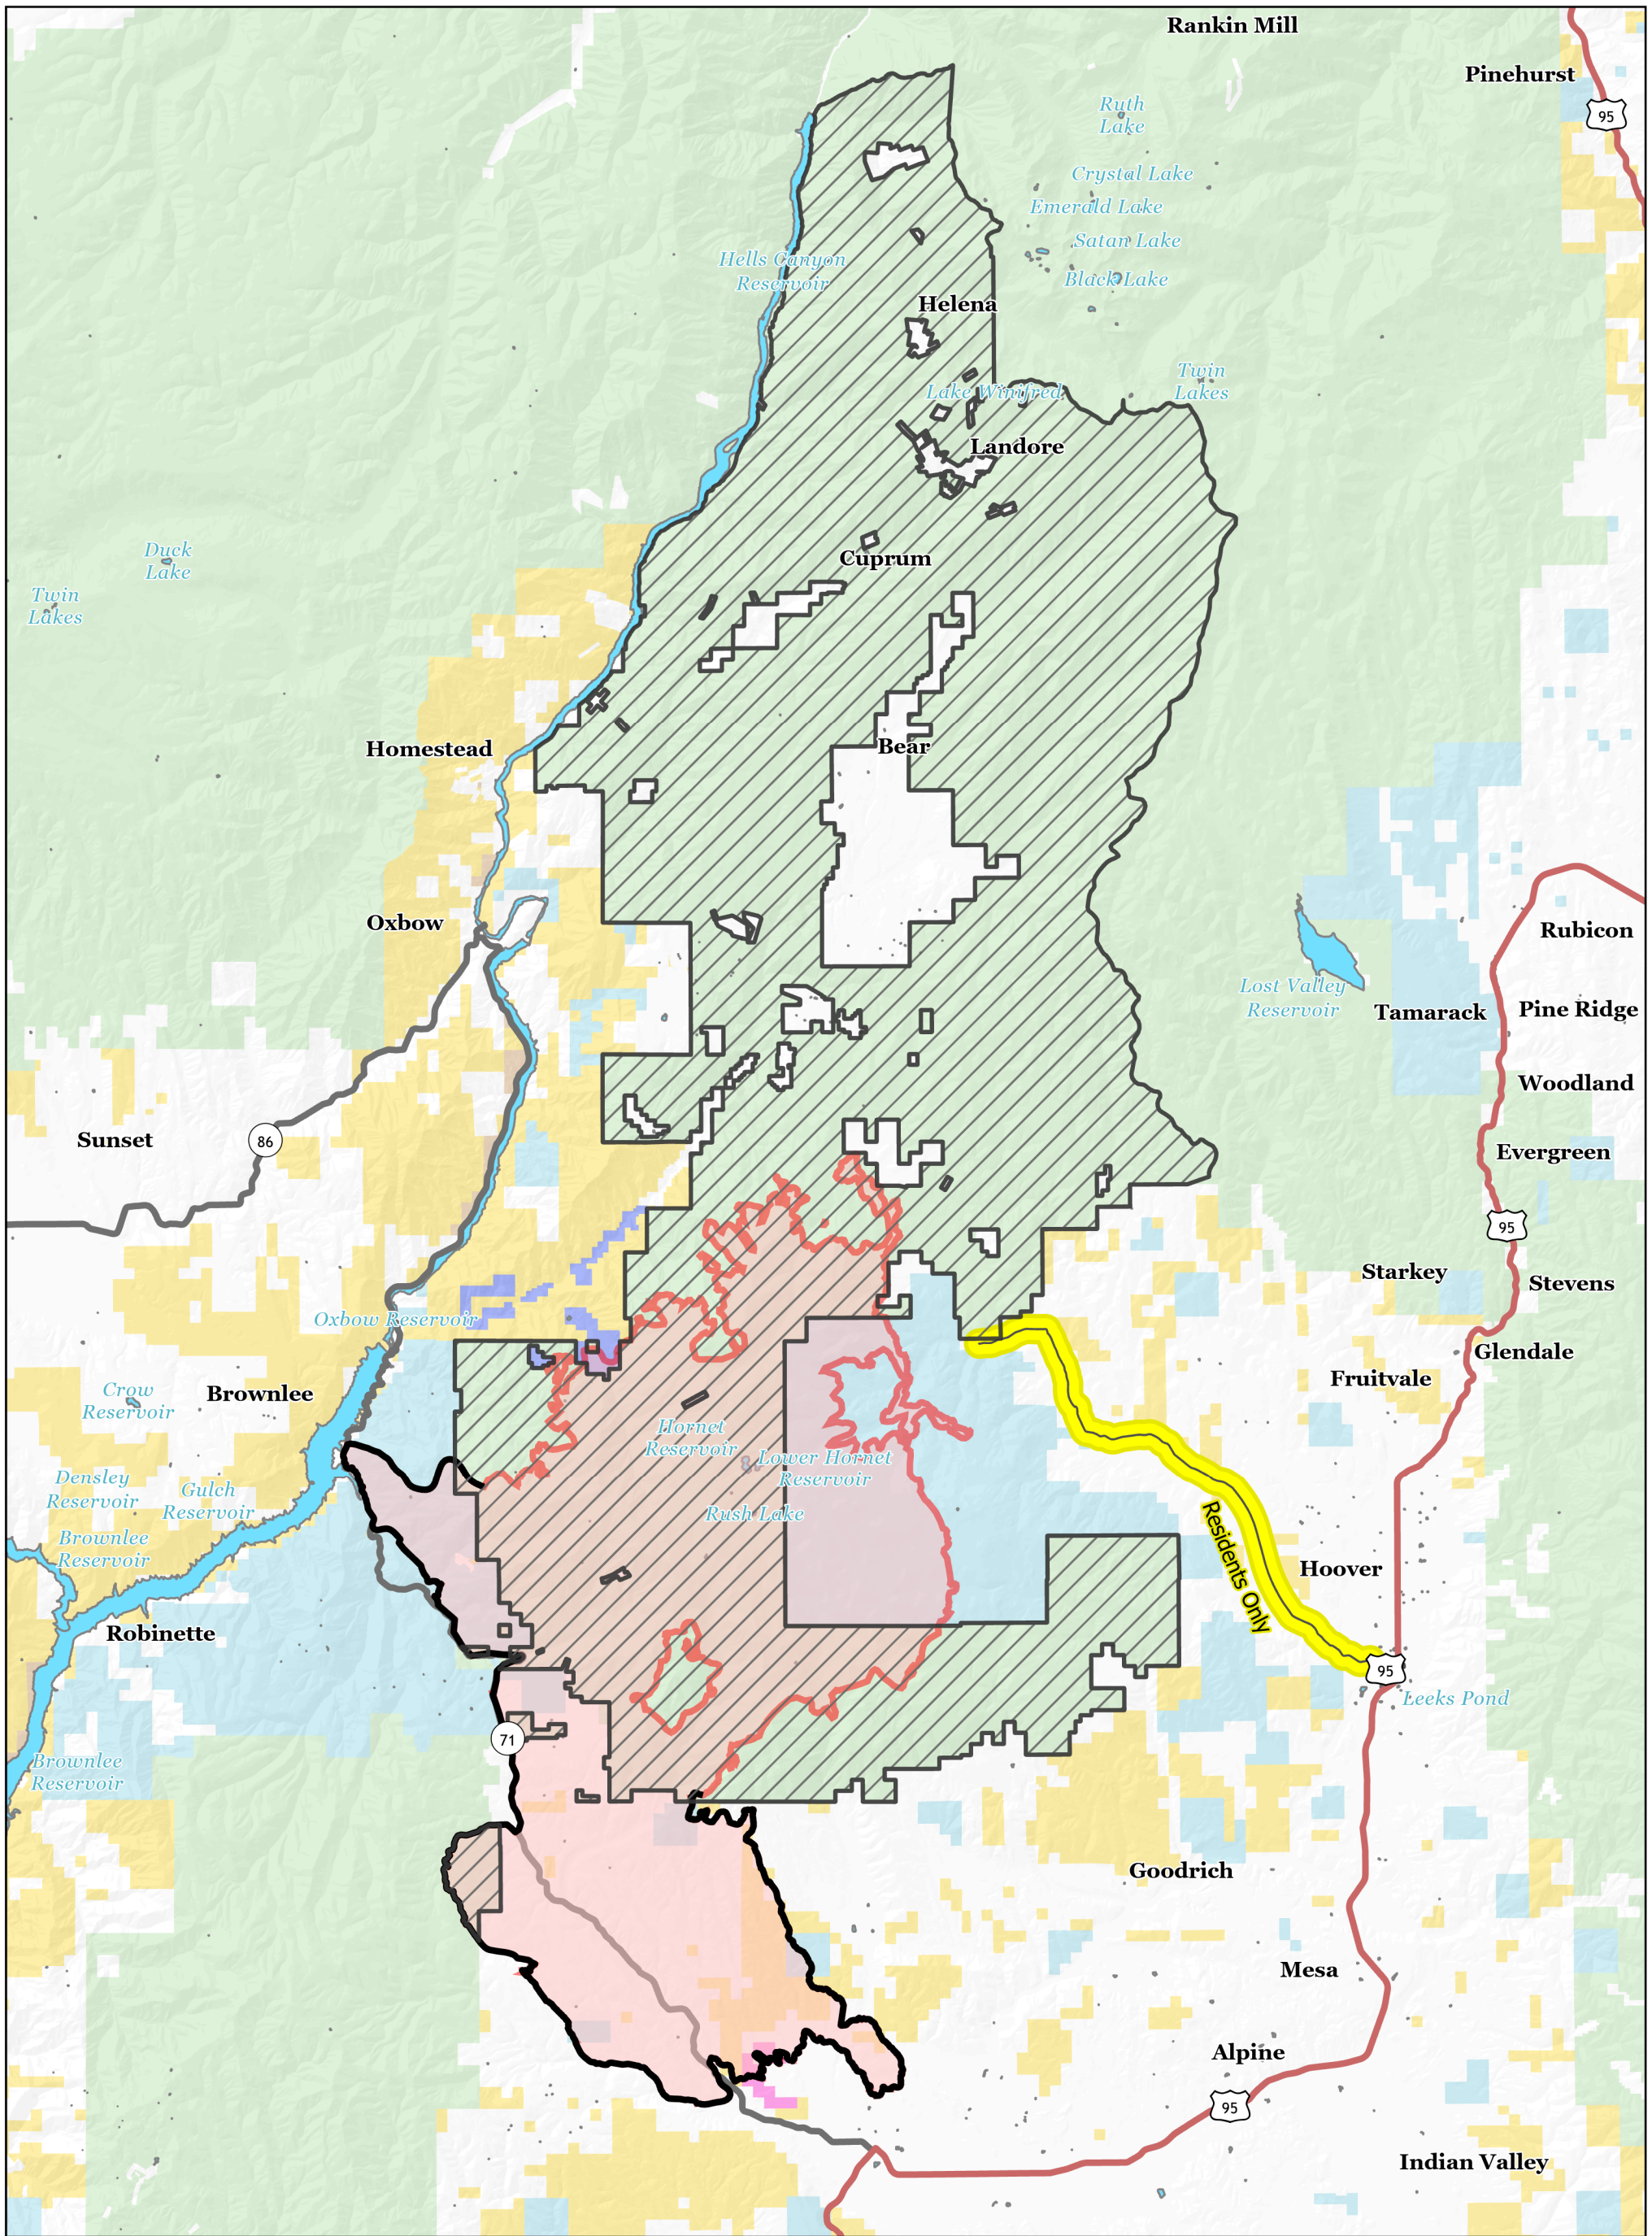 Rankin Mill
Pinehurst
95
Ruth
Lake
Crystal Lake
Emerald Lake
Satan Lake
Black Lake
Hells Canyon
Reservoir
Helena
Lake Winifred
Twin
Lakes
Landore
Cuprum
Duck
Lake
Twin
Lakes
Homestead
Bear
Oxbow
Rubicon
Lost Valley
Reservoir
Tamarack
Pine Ridge
Woodland
Sunset
86
Evergreen
95
Starkey
Stevens
Oxbow Reservoir
Glendale
Fruitvale
Crow
Reservoir
Brownlee
Hornet
Reservoir
Lower Hornet
Reservoir
Densley
Reservoir
Gulch
Reservoir
Rush Lake
Brownlee
Reservoir
Residents Only
Hoover
Robinette
95
Leeks Pond
71
Brownlee
Reservoir
Goodrich
Mesa
Alpine
95
Indian Valley